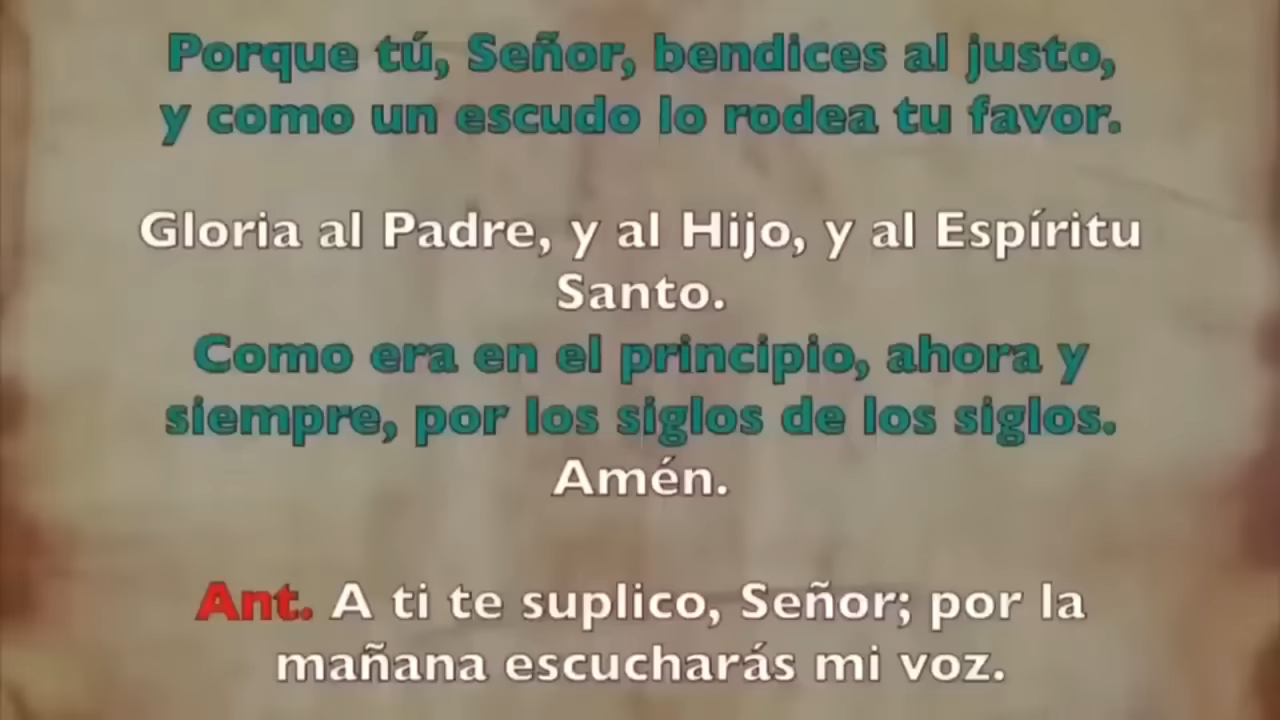 Porque tú, Señor, bendices al justo,
y como un escudo lo rodea tu favor.
Gloria al Padre, y al Hijo, y al Espíritu
Santo.
Como era en el principio, ahora y
siempre, por los siglos de los siglos.
Amén.
Ant. A ti te suplico, Señor; por la
mañana escucharás mi voz.